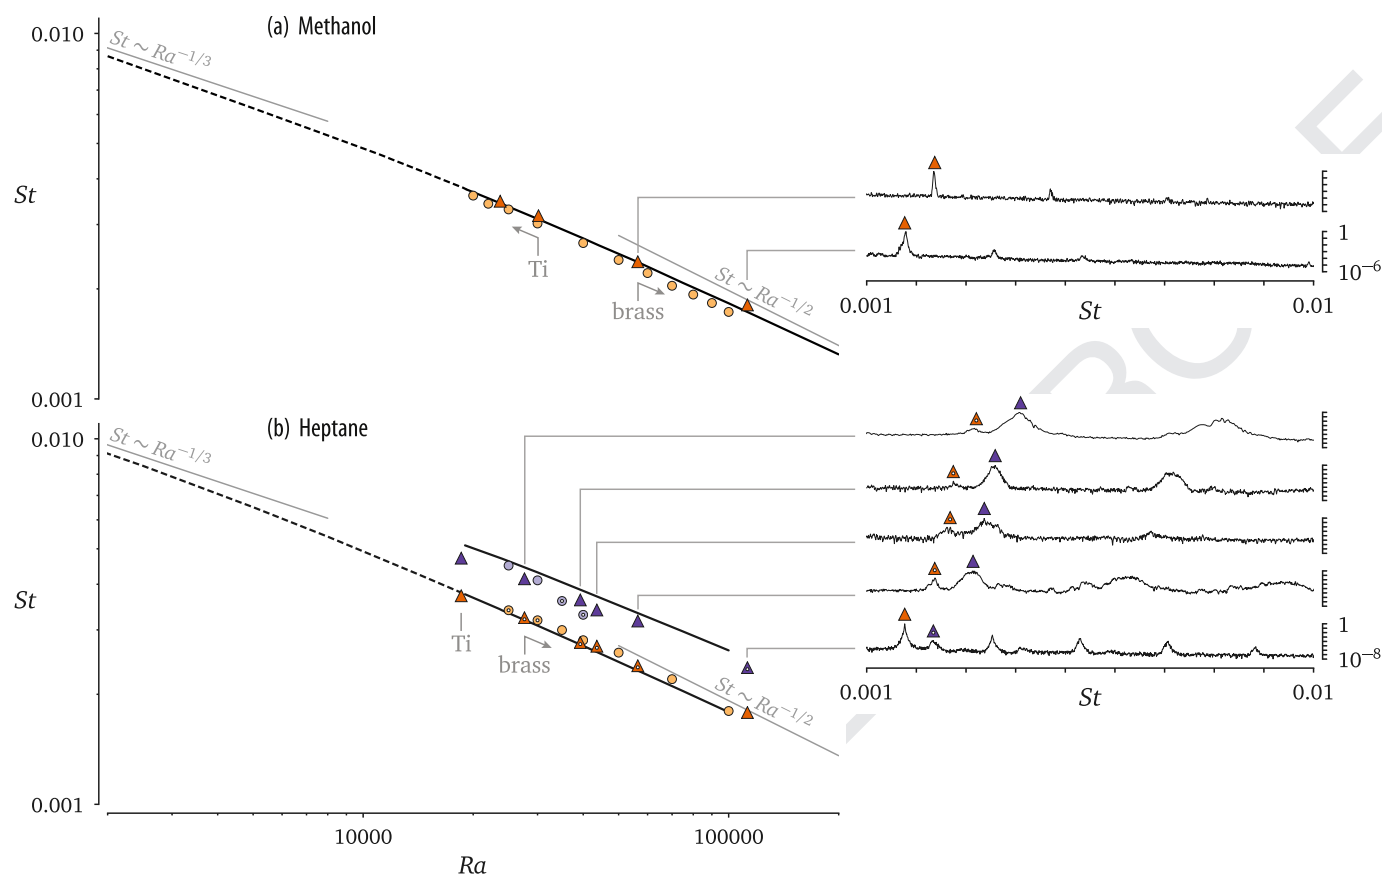 (a) Methanol
0.010
St ~ Ra−1/3
St
Ti
brass
St ~ Ra−1/2
0.001
1
10−6
0.001
St
0.01
(b) Heptane
0.010
St ~ Ra−1/3
St
Ti
brass
St ~ Ra−1/2
0.001
10000
100000
Ra
1
10−8
0.001
St
0.01